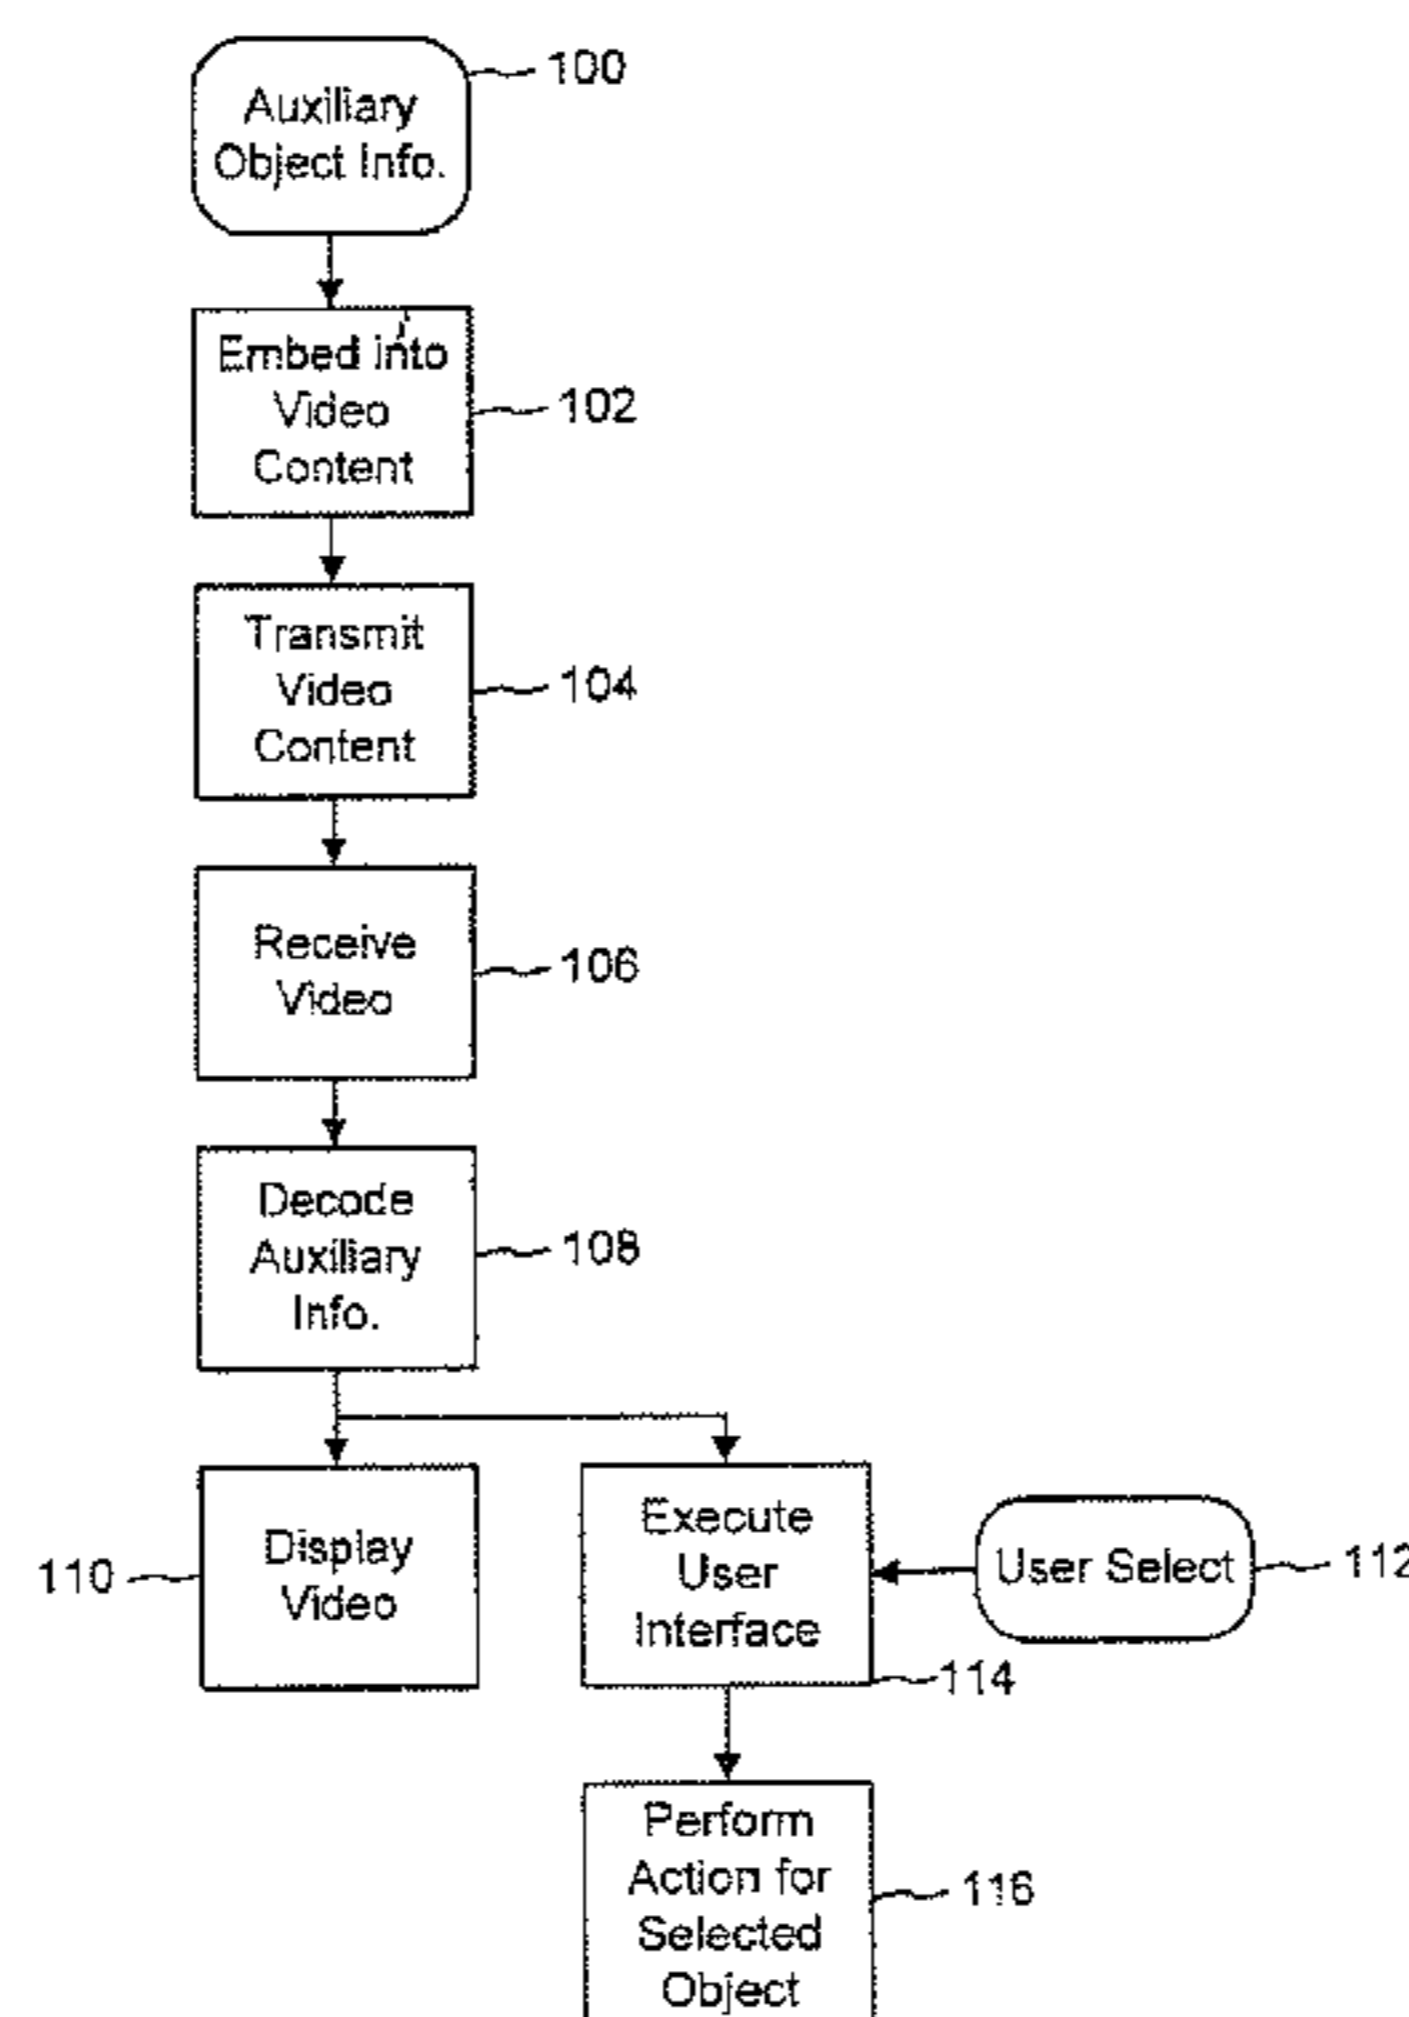 100
Auxiliary
Object Info.
Embed into
Video
Content
102
Transmit
Video
Content
104
Receive
Video
106
Decode
Auxiliary
Info.
108
110
Display
Video
Execute
User
Interface
User Select
112
114
Perform
Action for
Selected
Object
116